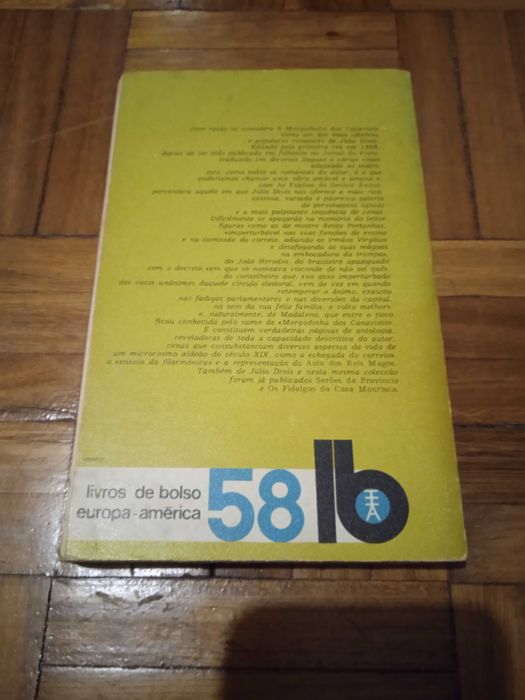 Com razão se considera A Morgadinha dos Canaviais
como um dos mais célebres
e populares romances de Júlio Dinis.
Editado pela primeira vez em 1868,
depois de ter sido publicado em folhetim no Jornal do Porto,
traduzido em diversas línguas e várias vezes
adaptado ao teatro,
esta, como todos os romances do autor, é o que
poderíamos chamar uma obra amável e amena e,
com As Pupilas do Senhor Reitor,
porventura aquela em que Júlio Dinis nos oferece a mais rica,
extensa, variada e pitoresca galeria
de personagens típicas
e a mais palpitante sequência de cenas.
Dificilmente se apagarão na memória do leitor
figuras como as de mestre Bento Pertunhas,
«imperturbável nas suas funções de ensino
e na comissão do correio, odiando os irmãos Virgílios
e desafogando as suas mágoas
na embocadura da trompa»,
do João Herodes, do brasileiro apaziguado
com o decreto «em que se nomeava visconde de não sei quê»,
do conselheiro que, «no gozo imperturbado
dos votos unânimes daquele círculo eleitoral, vem de vez em quando
retemperar o ânimo, exausto
nas fadigas parlamentares e nas diversões da capital,
no seio da sua feliz família, e volta melhor»,
e, naturalmente, de Madalena, que entre o povo
ficou conhecida pelo nome de «Morgadinha dos Canaviais».
E constituem verdadeiras páginas de antologia,
reveladoras de toda a capacidade descritiva do autor,
cenas que consubstanciam diversos aspectos da vida de
um microcosmo aldeão do século XIX, como a «chegada do correio»,
o «ensaio da filarmónica» e a representação do Auto dos Reis Magos.
Também de Júlio Dinis e nesta mesma colecção
foram já publicados Serões da Província
e Os Fidalgos da Casa Mourisca.
livros de bolso
europa-américa
58
lb
EA